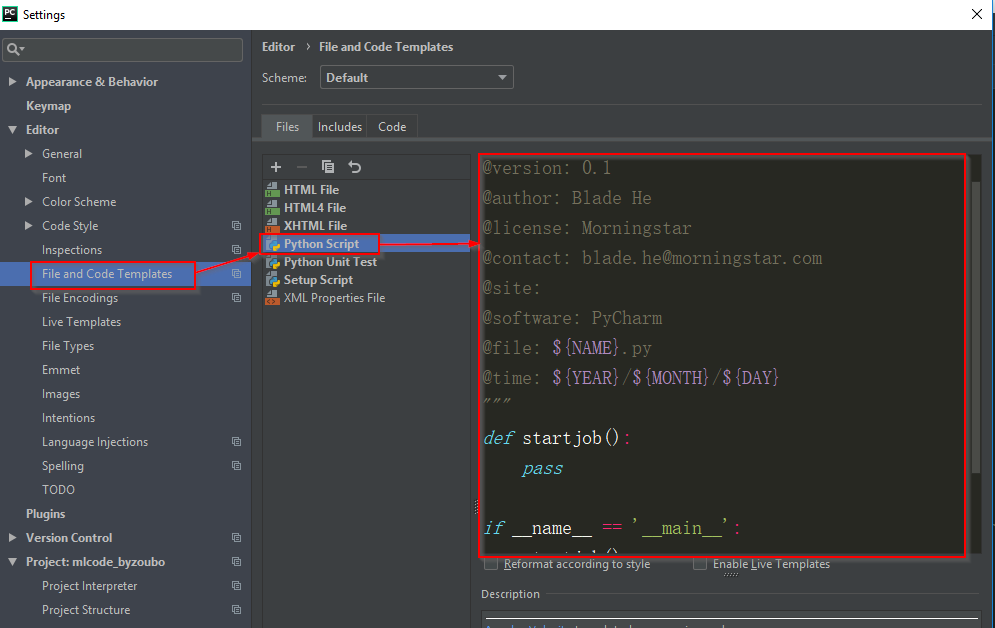 PC Settings
Editor › File and Code Templates
Scheme: Default
Appearance & Behavior
Keymap
Editor
General
Font
Color Scheme
Code Style
Inspections
File and Code Templates
File Encodings
Live Templates
File Types
Emmet
Images
Intentions
Language Injections
Spelling
TODO
Plugins
Version Control
Project: mlcode_byzoubo
Project Interpreter
Project Structure
Files Includes Code
HTML File
HTML4 File
XHTML File
Python Script
Python Unit Test
Setup Script
XML Properties File
@version: 0.1
@author: Blade He
@license: Morningstar
@contact: blade.he@morningstar.com
@site:
@software: PyCharm
@file: ${NAME}.py
@time: ${YEAR}/${MONTH}/${DAY}
"""
def startjob():
pass
if __name__ == '__main__':
Reformat according to style Enable Live Templates
Description